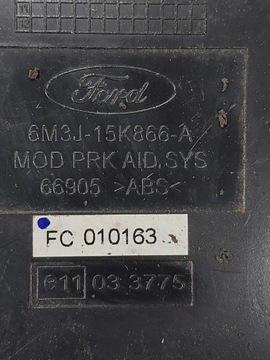 Ford
6M3J-15K866-A
MOD PRK AID,SYS
66905 >ABS<
FC 010163
611 03 3775